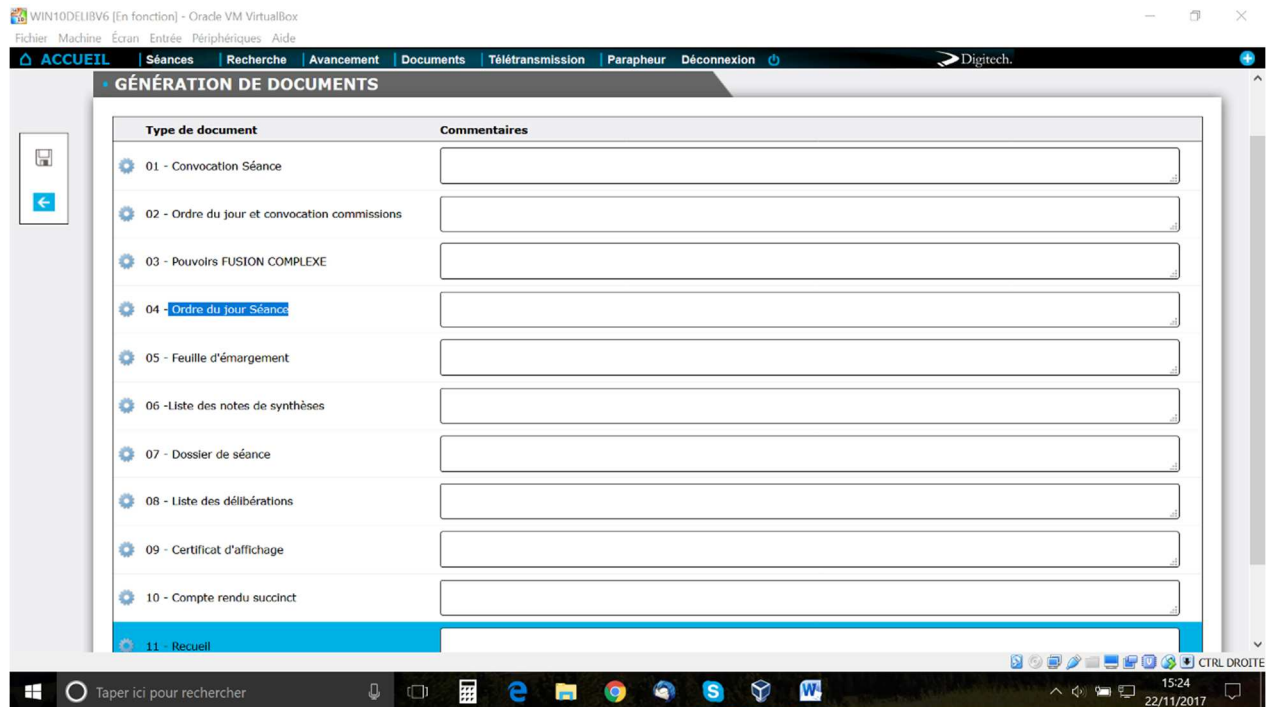 WIN10DELIBV6 [En fonction] - Oracle VM VirtualBox
Fichier Machine Écran Entrée Périphériques Aide
ACCUEIL Séances Recherche Avancement Documents Télétransmission Parapheur Déconnexion Digitech.
GÉNÉRATION DE DOCUMENTS
Type de document Commentaires
01 - Convocation Séance
02 - Ordre du jour et convocation commissions
03 - Pouvoirs FUSION COMPLEXE
04 - Ordre du jour Séance
05 - Feuille d'émargement
06 -Liste des notes de synthèses
07 - Dossier de séance
08 - Liste des délibérations
09 - Certificat d'affichage
10 - Compte rendu succinct
11 - Recueil
CTRL DROITE
Taper ici pour rechercher
15:24
22/11/2017